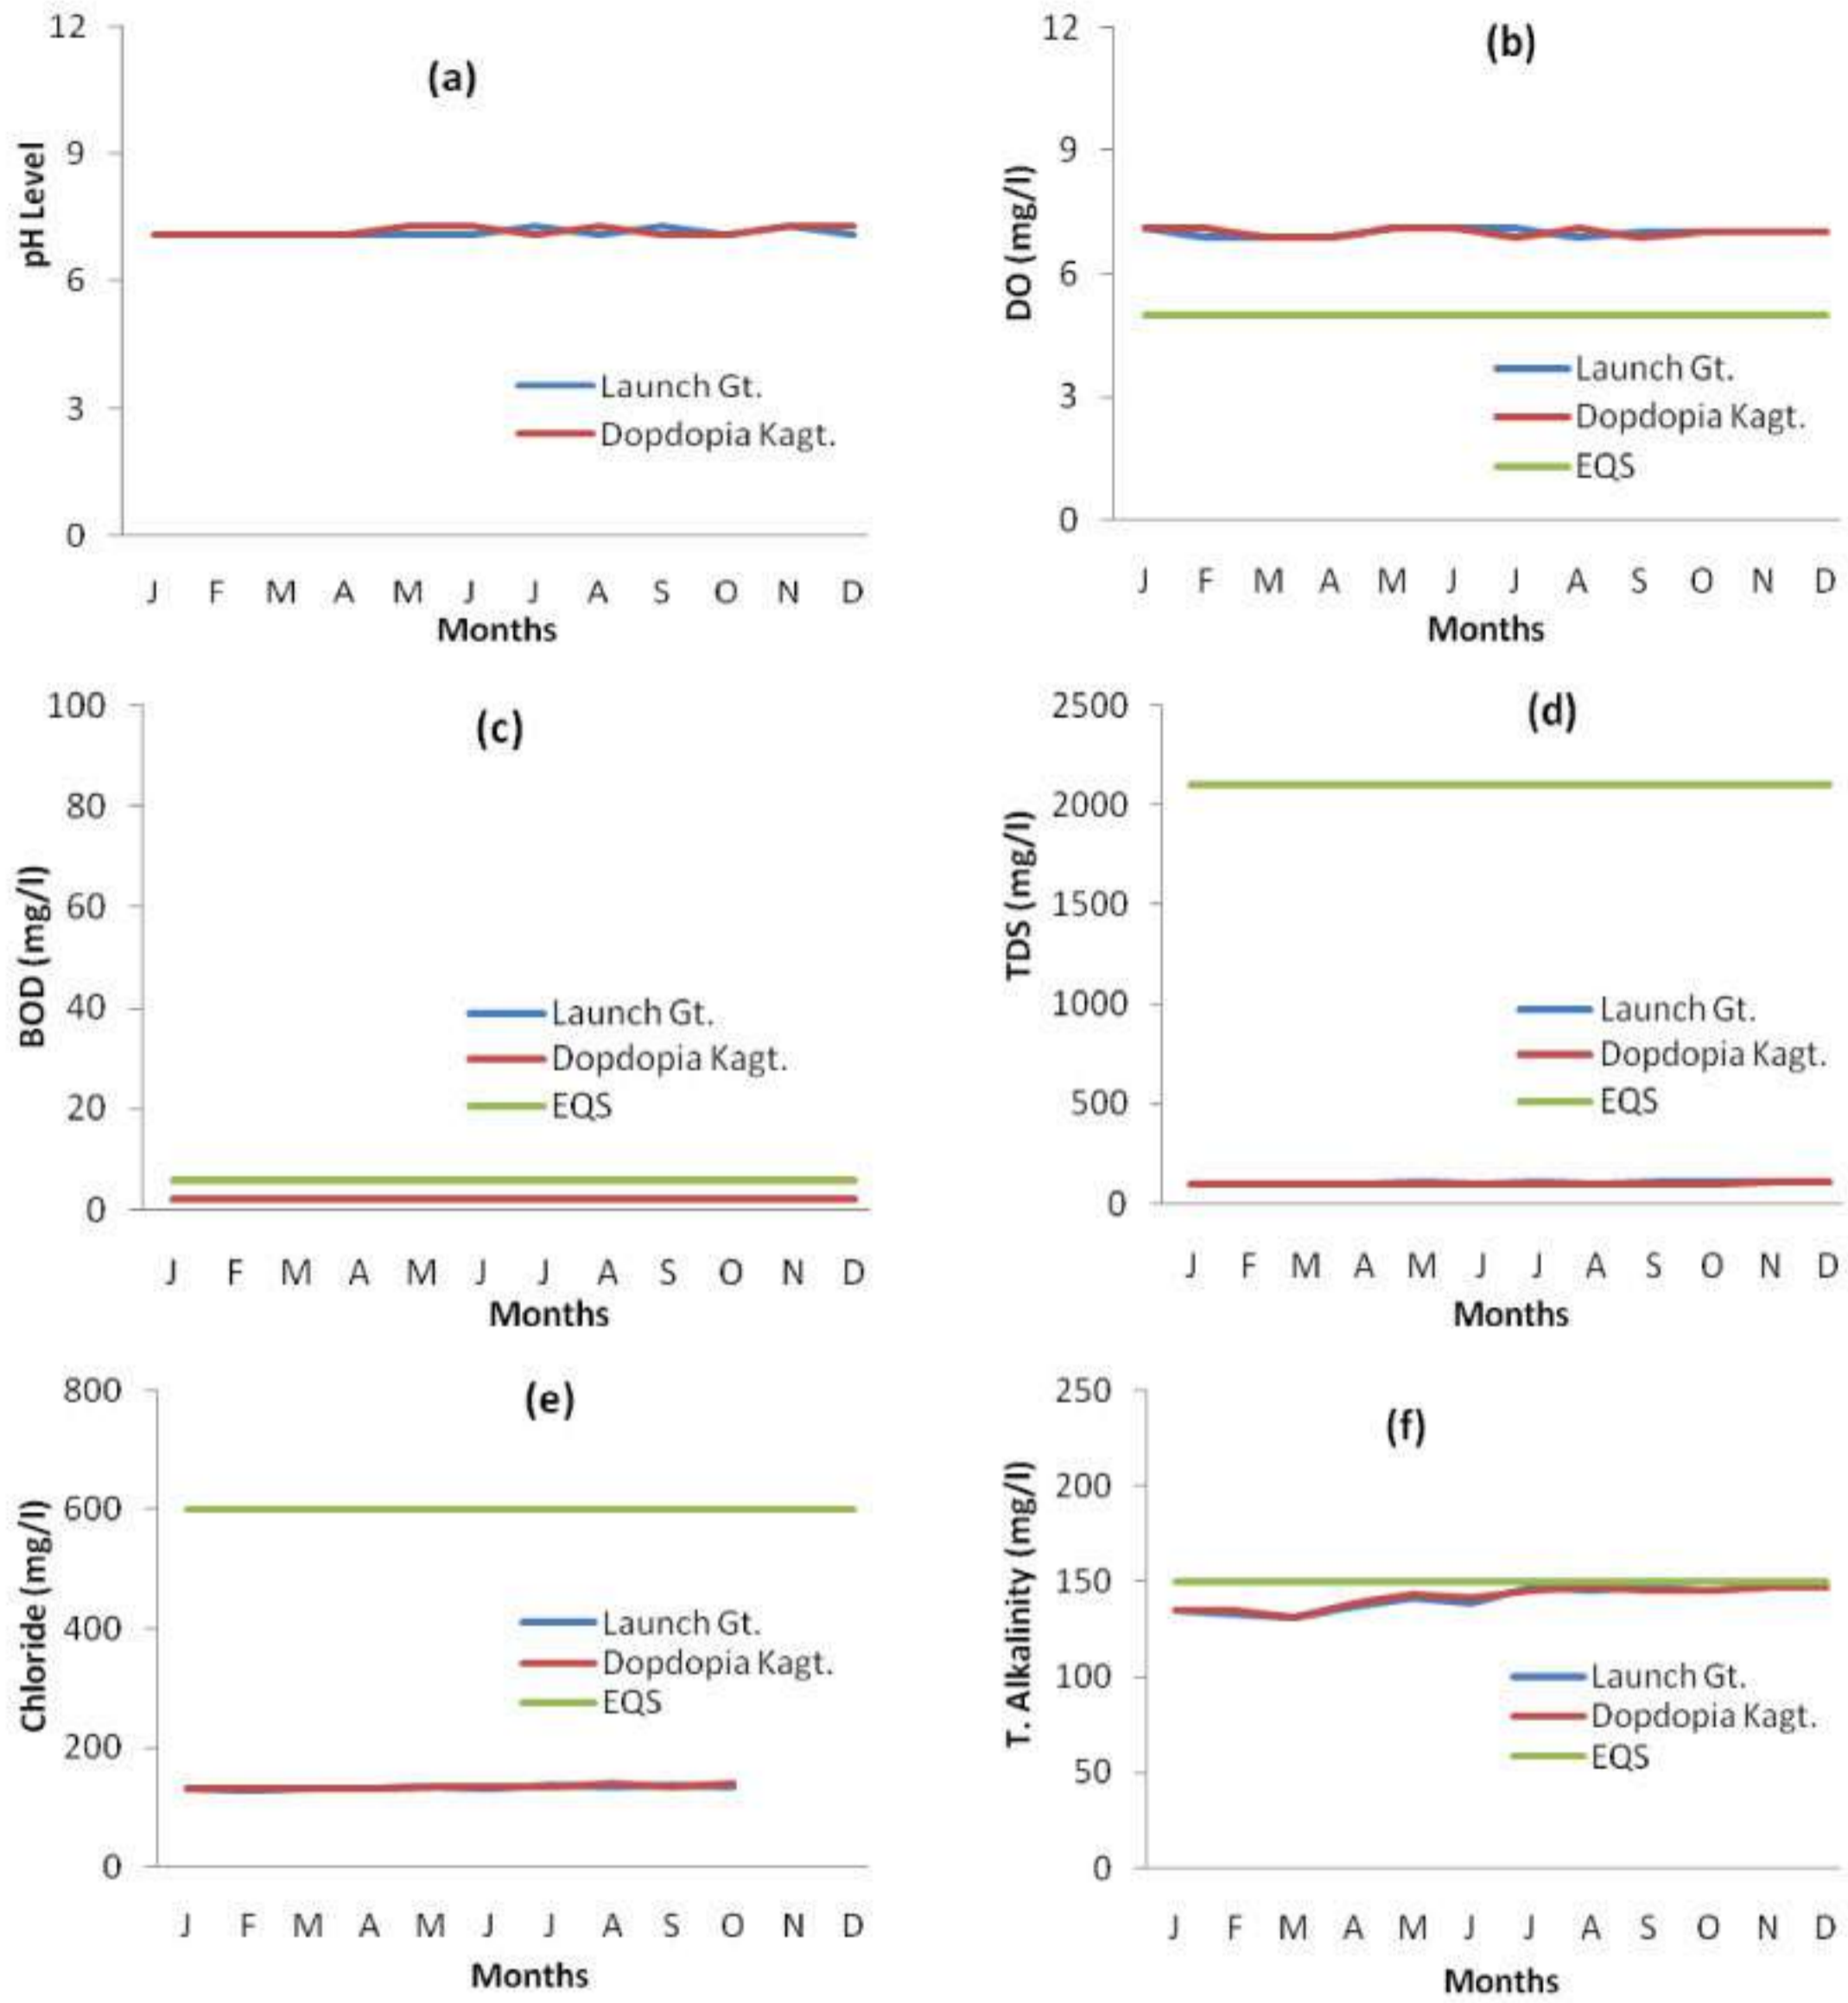 (a)
12
9
6
3
0
pH Level
Launch Gt.
Dopdopia Kagt.
J F M A M J J A S O N D
Months
(b)
12
9
6
3
0
DO (mg/l)
Launch Gt.
Dopdopia Kagt.
EQS
J F M A M J J A S O N D
Months
(c)
100
80
60
40
20
0
BOD (mg/l)
Launch Gt.
Dopdopia Kagt.
EQS
J F M A M J J A S O N D
Months
(d)
2500
2000
1500
1000
500
0
TDS (mg/l)
Launch Gt.
Dopdopia Kagt.
EQS
J F M A M J J A S O N D
Months
(e)
800
600
400
200
0
Chloride (mg/l)
Launch Gt.
Dopdopia Kagt.
EQS
J F M A M J J A S O N D
Months
(f)
250
200
150
100
50
0
T. Alkalinity (mg/l)
Launch Gt.
Dopdopia Kagt.
EQS
J F M A M J J A S O N D
Months